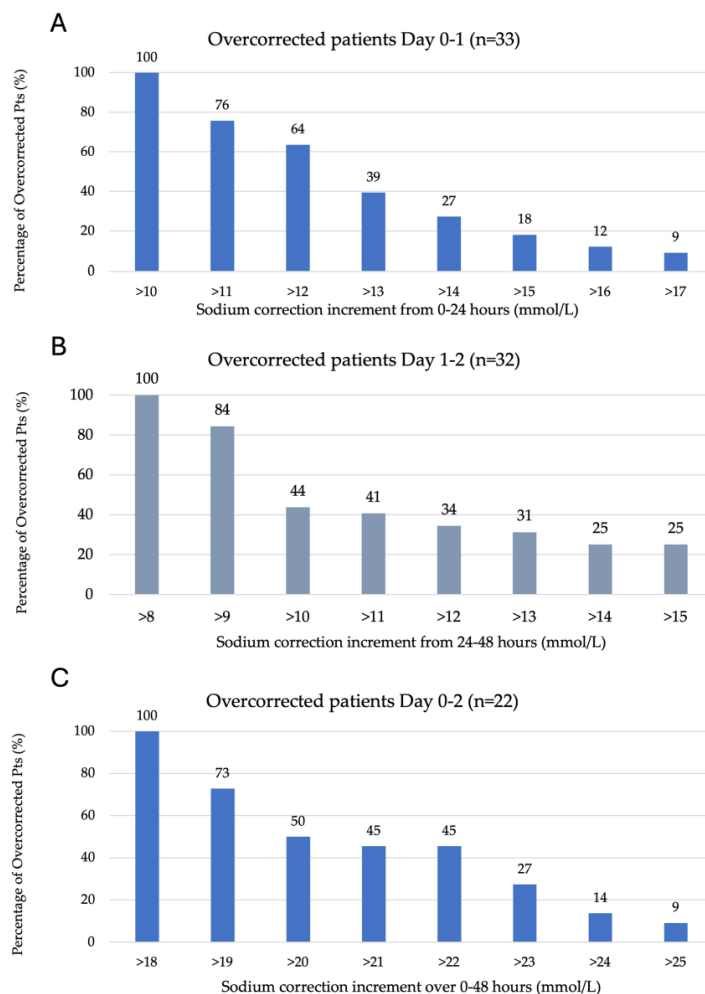 A
Overcorrected patients Day 0-1 (n=33)
Percentage of Overcorrected Pts (%)
100
80
60
40
20
0
100
76
64
39
27
18
12
9
>10 >11 >12 >13 >14 >15 >16 >17
Sodium correction increment from 0-24 hours (mmol/L)
B
Overcorrected patients Day 1-2 (n=32)
Percentage of Overcorrected Pts (%)
100
80
60
40
20
0
100
84
44
41
34
31
25
25
>8 >9 >10 >11 >12 >13 >14 >15
Sodium correction increment from 24-48 hours (mmol/L)
C
Overcorrected patients Day 0-2 (n=22)
Percentage of Overcorrected Pts (%)
100
80
60
40
20
0
100
73
50
45
45
27
14
9
>18 >19 >20 >21 >22 >23 >24 >25
Sodium correction increment over 0-48 hours (mmol/L)